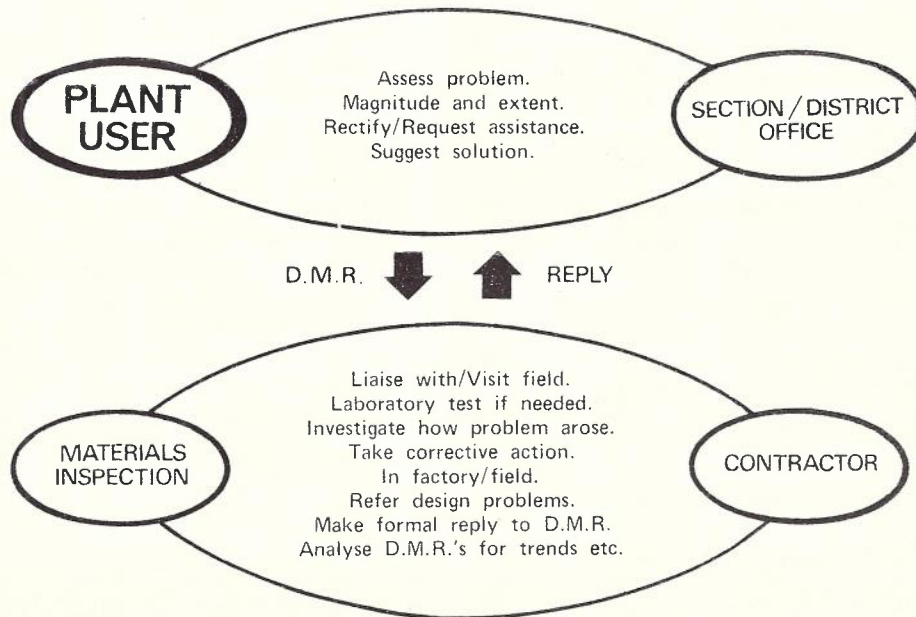 PLANT
USER
Assess problem.
Magnitude and extent.
Rectify/Request assistance.
Suggest solution.
SECTION / DISTRICT
OFFICE
D.M.R.
REPLY
MATERIALS
INSPECTION
Liaise with/Visit field.
Laboratory test if needed.
Investigate how problem arose.
Take corrective action.
In factory/field.
Refer design problems.
Make formal reply to D.M.R.
Analyse D.M.R.'s for trends etc.
CONTRACTOR